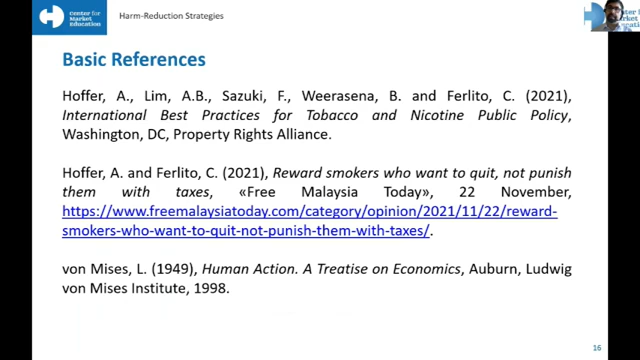 Center for
Market
Education
Harm-Reduction Strategies
Basic References
Hoffer, A., Lim, A.B., Sazuki, F., Weerasena, B. and Ferlito, C. (2021),
International Best Practices for Tobacco and Nicotine Public Policy,
Washington, DC, Property Rights Alliance.
Hoffer, A. and Ferlito, C. (2021), Reward smokers who want to quit, not punish
them with taxes, «Free Malaysia Today», 22 November,
https://www.freemalaysiatoday.com/category/opinion/2021/11/22/reward-
smokers-who-want-to-quit-not-punish-them-with-taxes/.
von Mises, L. (1949), Human Action. A Treatise on Economics, Auburn, Ludwig
von Mises Institute, 1998.
16